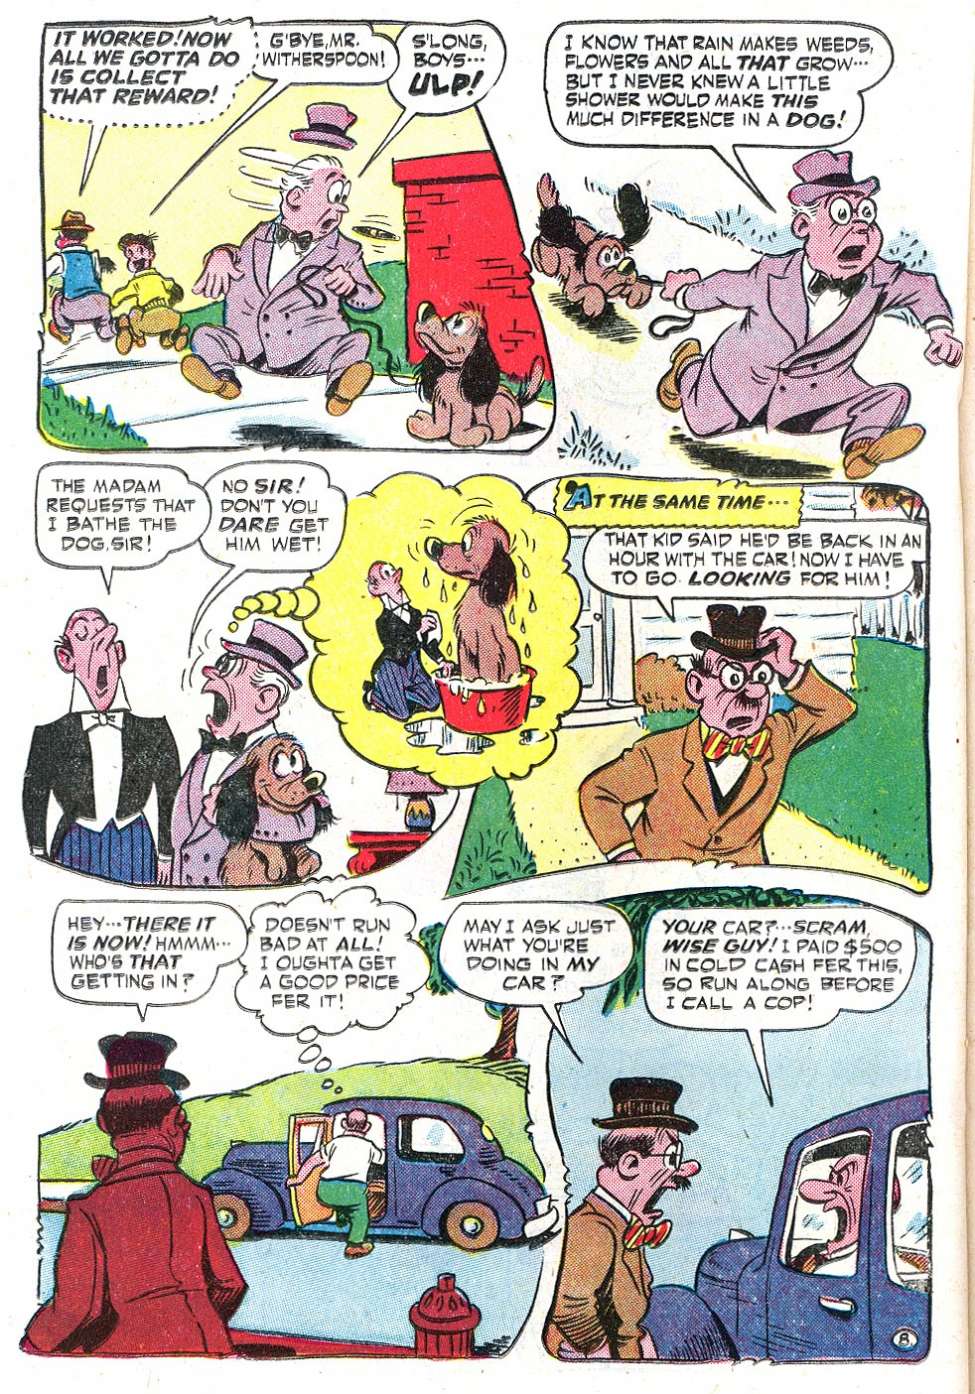 IT WORKED! NOW
ALL WE GOTTA DO
IS COLLECT
THAT REWARD!
G'BYE, MR.
WITHERSPOON!
S'LONG,
BOYS...
ULP!
I KNOW THAT RAIN MAKES WEEDS,
FLOWERS AND ALL THAT GROW...
BUT I NEVER KNEW A LITTLE
SHOWER WOULD MAKE THIS
MUCH DIFFERENCE IN A DOG!
THE MADAM
REQUESTS THAT
I BATHE THE
DOG, SIR!
NO SIR!
DON'T YOU
DARE GET
HIM WET!
AT THE SAME TIME...
THAT KID SAID HE'D BE BACK IN AN
HOUR WITH THE CAR! NOW I HAVE
TO GO LOOKING FOR HIM!
HEY... THERE IT
IS NOW! HMMM...
WHO'S THAT
GETTING IN?
DOESN'T RUN
BAD AT ALL!
I OUGHTA GET
A GOOD PRICE
FER IT!
MAY I ASK JUST
WHAT YOU'RE
DOING IN MY
CAR?
YOUR CAR?... SCRAM,
WISE GUY! I PAID $500
IN COLD CASH FER THIS,
SO RUN ALONG BEFORE
I CALL A COP!
8